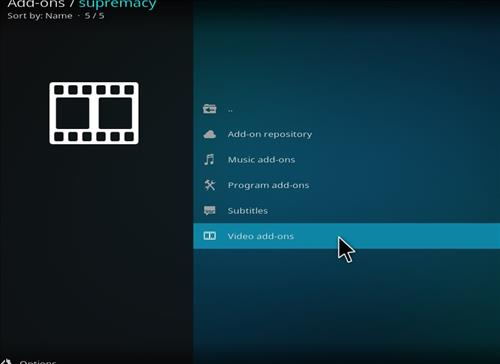 Add-ons / supremacy
Sort by: Name · 5 / 5
..
Add-on repository
Music add-ons
Program add-ons
Subtitles
Video add-ons
Options